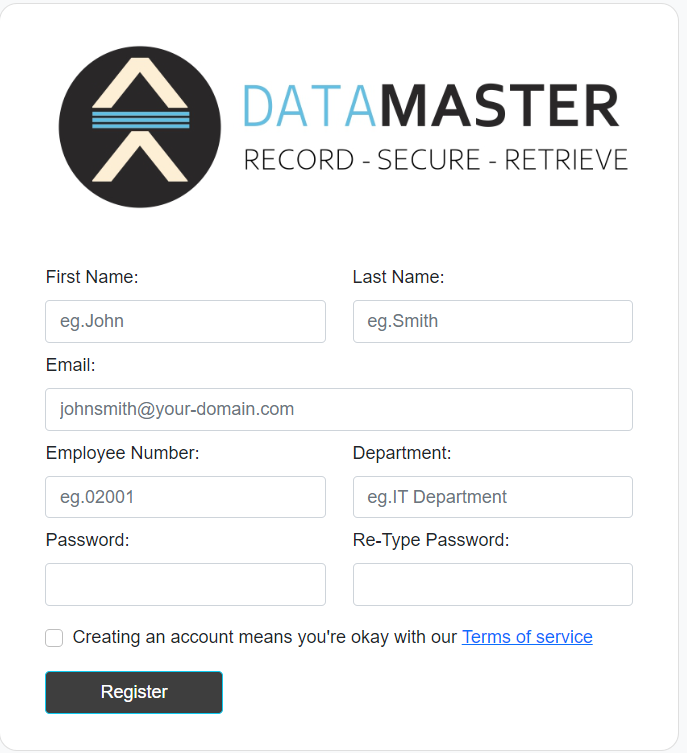 DATAMASTER
RECORD - SECURE - RETRIEVE
First Name: Last Name:
eg.John eg.Smith
Email:
johnsmith@your-domain.com
Employee Number: Department:
eg.02001 eg.IT Department
Password: Re-Type Password:
Creating an account means you're okay with our Terms of service
Register